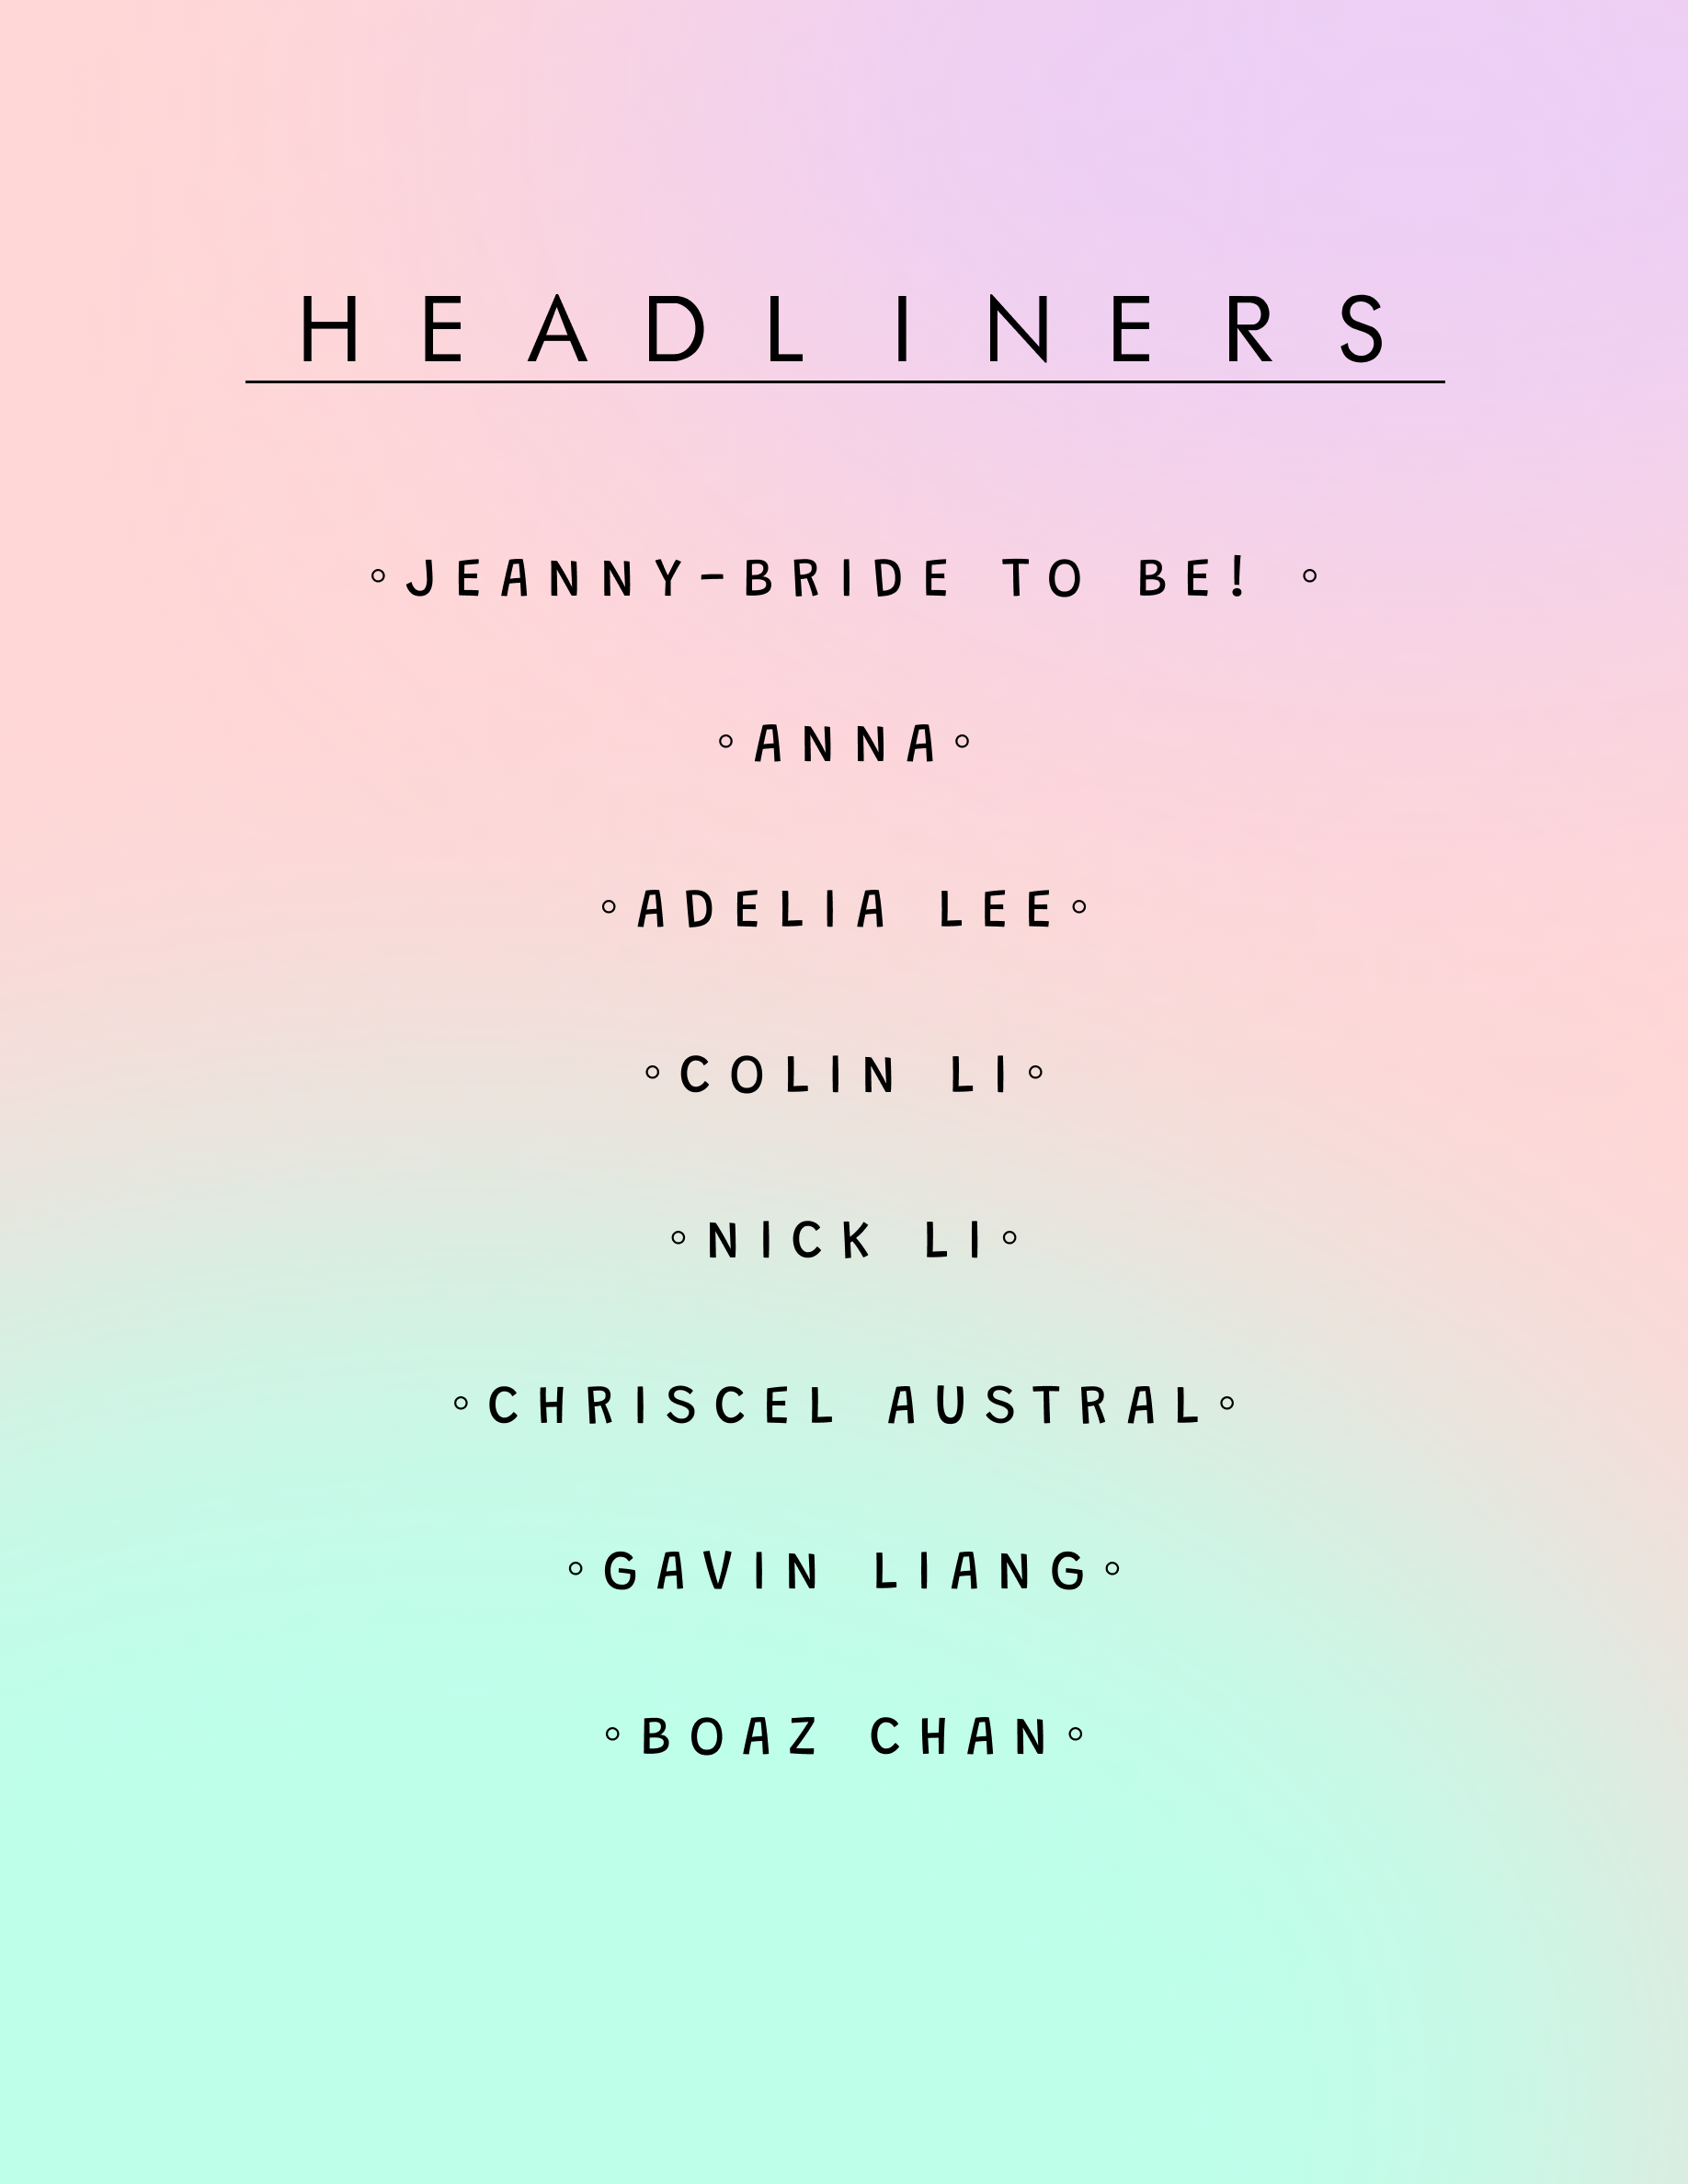 HEADLINERS
◦JEANNY-BRIDE TO BE! ◦
◦ANNA◦
◦ADELIA LEE◦
◦COLIN LI◦
◦NICK LI◦
◦CHRISCEL AUSTRAL◦
◦GAVIN LIANG◦
◦BOAZ CHAN◦